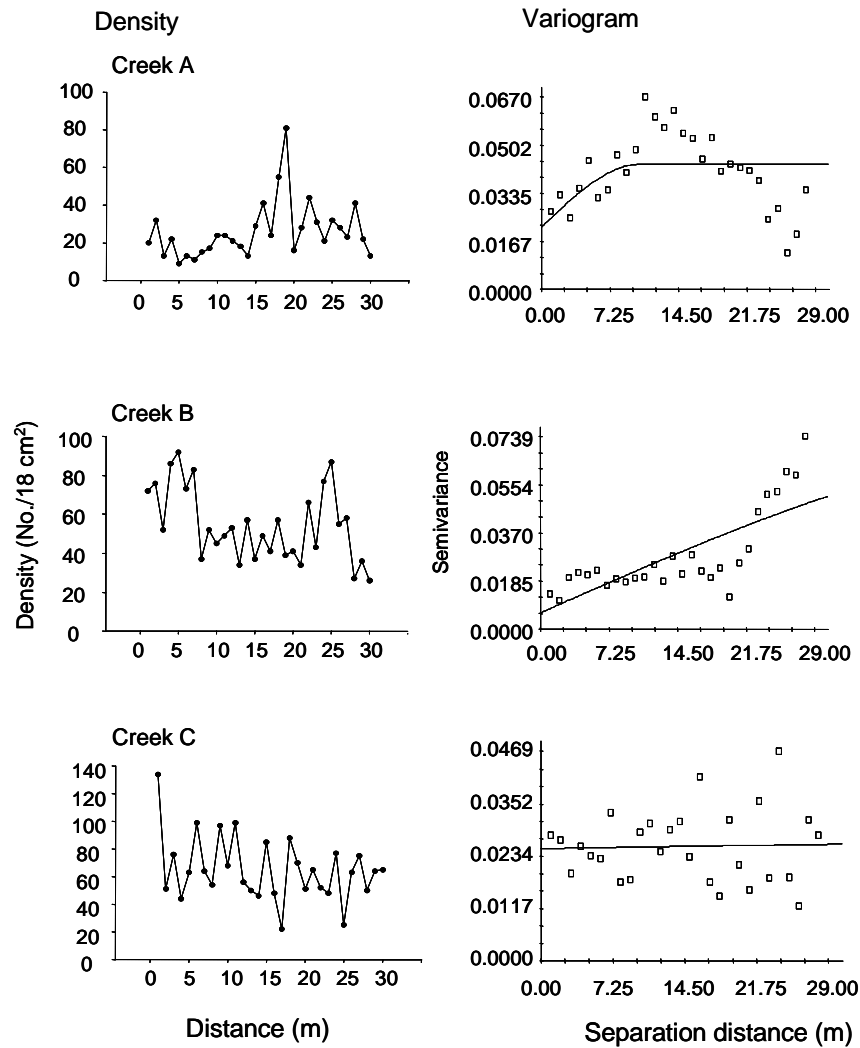 Density
Variogram
Creek A
100
80
60
40
20
0
0 5 10 15 20 25 30
0.0670
0.0502
0.0335
0.0167
0.0000
0.00 7.25 14.50 21.75 29.00
Creek B
Density (No./18 cm²)
100
80
60
40
20
0
0 5 10 15 20 25 30
Semivariance
0.0739
0.0554
0.0370
0.0185
0.0000
0.00 7.25 14.50 21.75 29.00
Creek C
140
120
100
80
60
40
20
0
0 5 10 15 20 25 30
Distance (m)
0.0469
0.0352
0.0234
0.0117
0.0000
0.00 7.25 14.50 21.75 29.00
Separation distance (m)